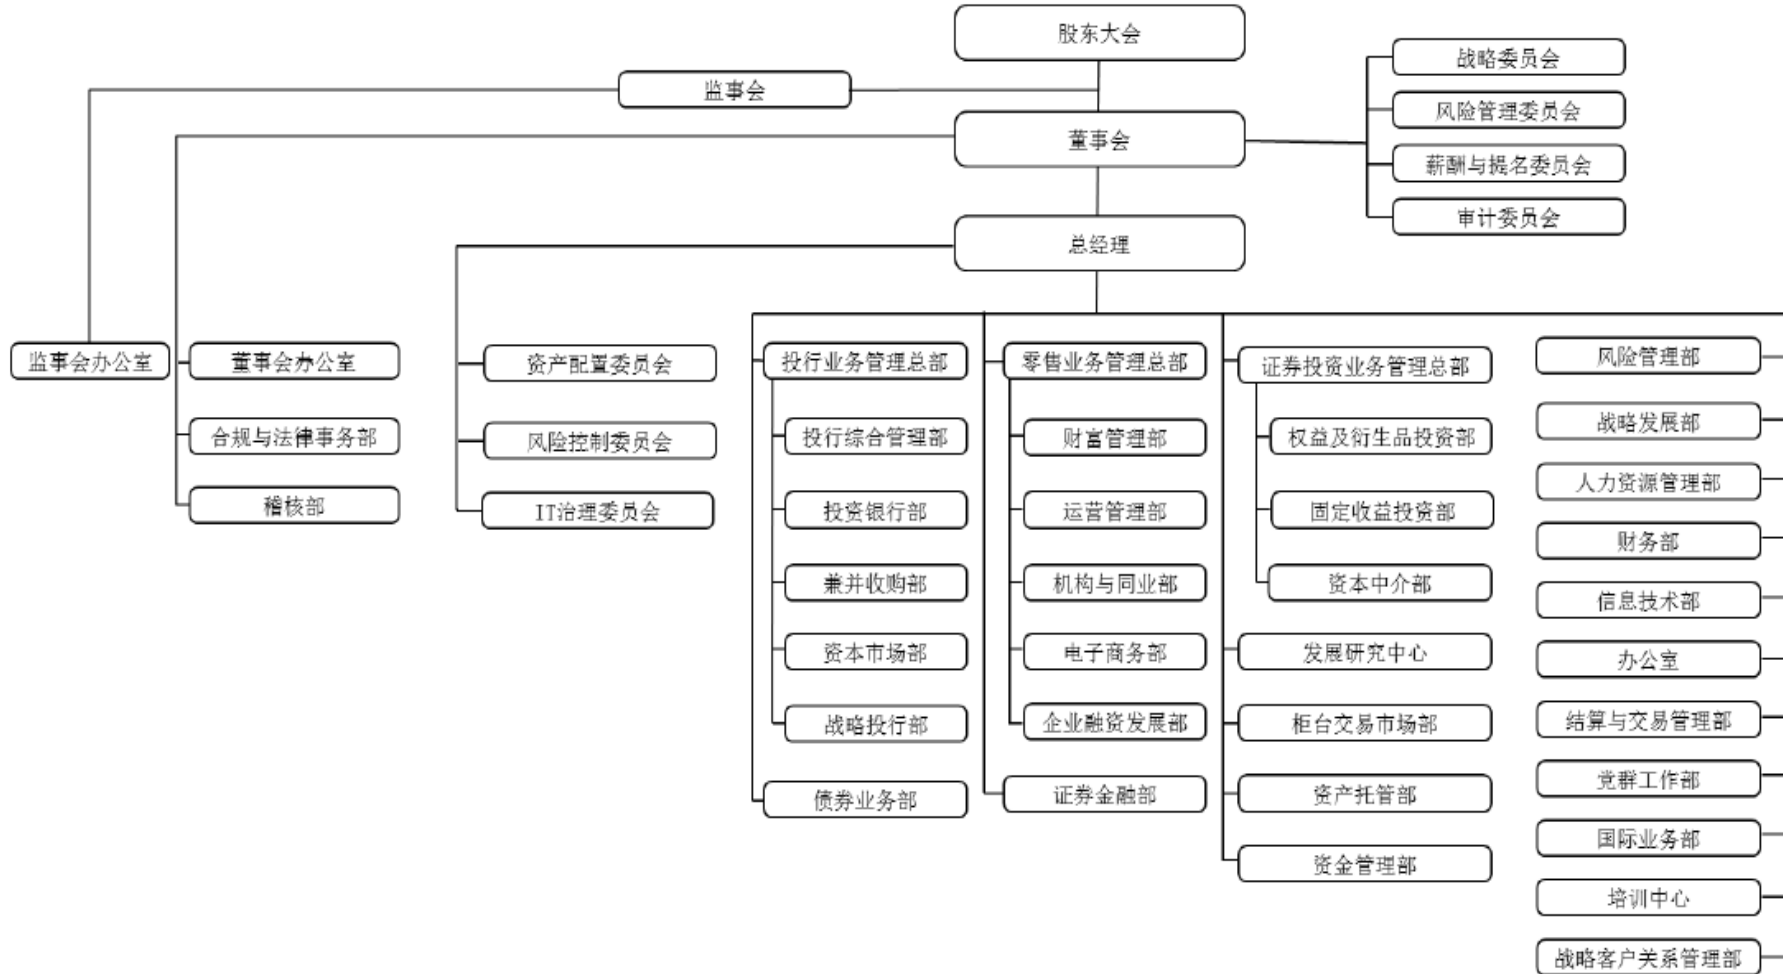 股东大会
战略委员会
监事会
风险管理委员会
董事会
薪酬与提名委员会
审计委员会
总经理
监事会办公室
董事会办公室
合规与法律事务部
稽核部
资产配置委员会
风险控制委员会
IT治理委员会
投行业务管理总部
投行综合管理部
投资银行部
兼并收购部
资本市场部
战略投行部
债券业务部
零售业务管理总部
财富管理部
运营管理部
机构与同业部
电子商务部
企业融资发展部
证券金融部
证券投资业务管理总部
权益及衍生品投资部
固定收益投资部
资本中介部
发展研究中心
柜台交易市场部
资产托管部
资金管理部
风险管理部
战略发展部
人力资源管理部
财务部
信息技术部
办公室
结算与交易管理部
党群工作部
国际业务部
培训中心
战略客户关系管理部